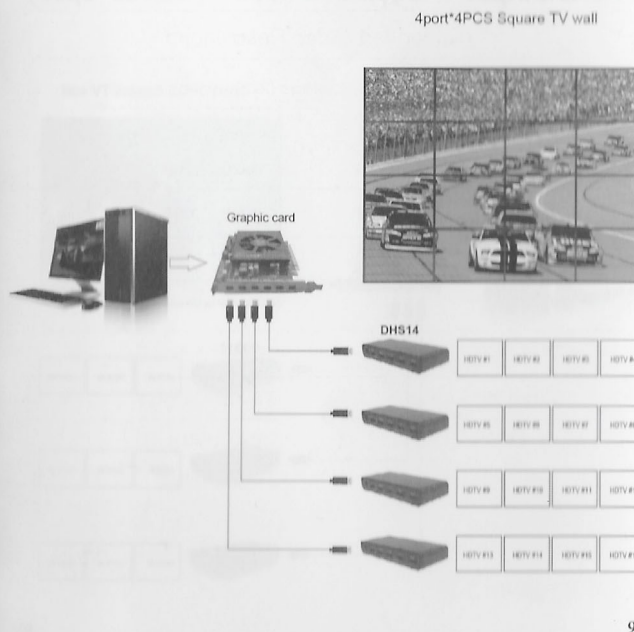 4port*4PCS Square TV wall
Graphic card
DHS14
HDTV #1 HDTV #2 HDTV #3
HDTV #5 HDTV #6 HDTV #7
HDTV #9 HDTV #10 HDTV #11
HDTV #13 HDTV #14 HDTV #15